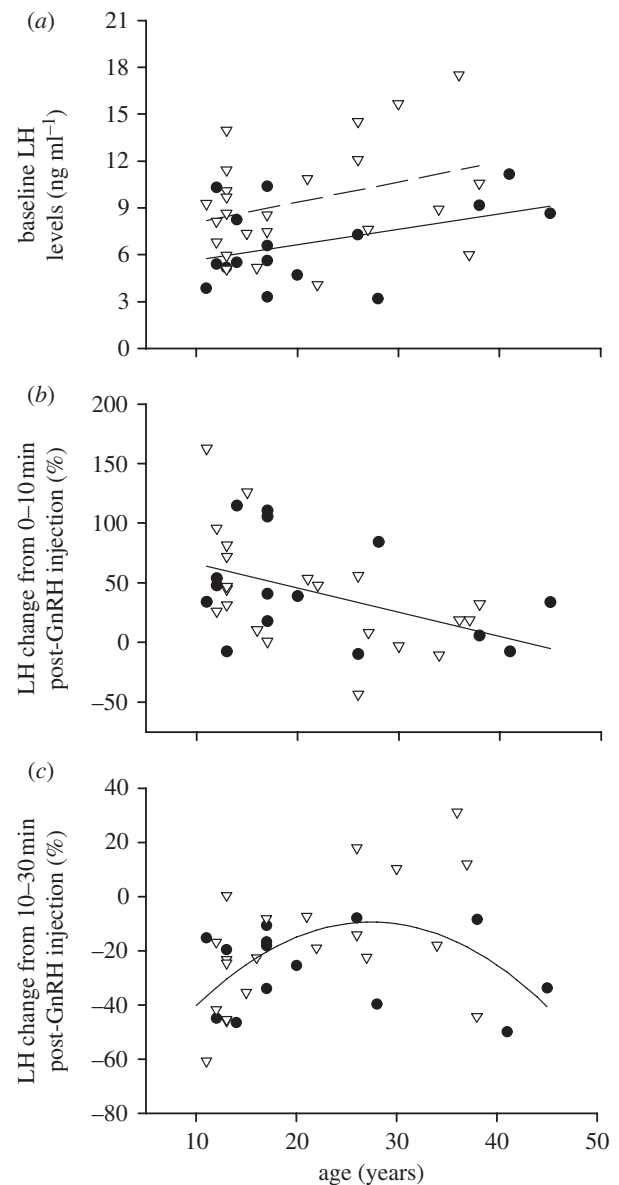 (a)
21
18
15
12
9
6
3
0
baseline LH
levels (ng ml⁻¹)
(b)
200
150
100
50
0
–50
LH change from 0–10 min
post-GnRH injection (%)
(c)
40
20
0
–20
–40
–60
–80
LH change from 10–30 min
post-GnRH injection (%)
10 20 30 40 50
age (years)